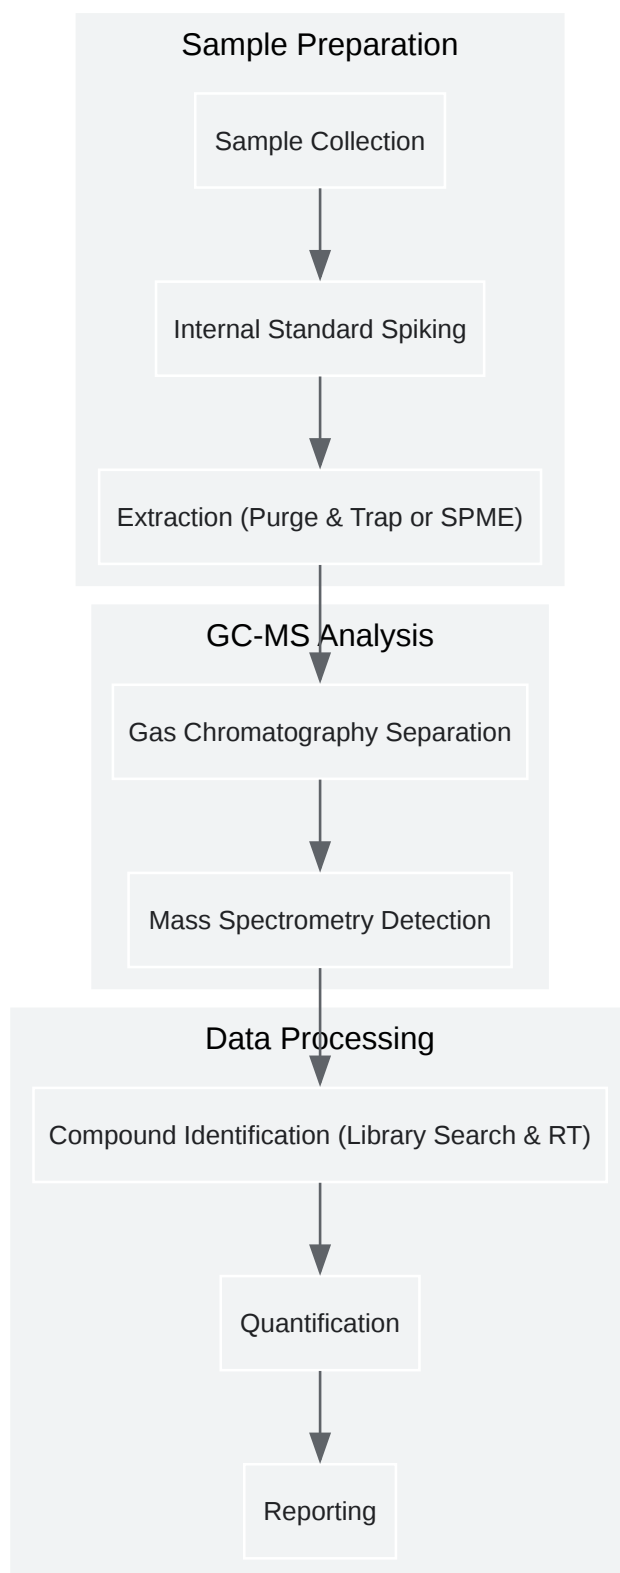 Sample Preparation
Sample Collection
Internal Standard Spiking
Extraction (Purge & Trap or SPME)
GC-MS Analysis
Gas Chromatography Separation
Mass Spectrometry Detection
Data Processing
Compound Identification (Library Search & RT)
Quantification
Reporting